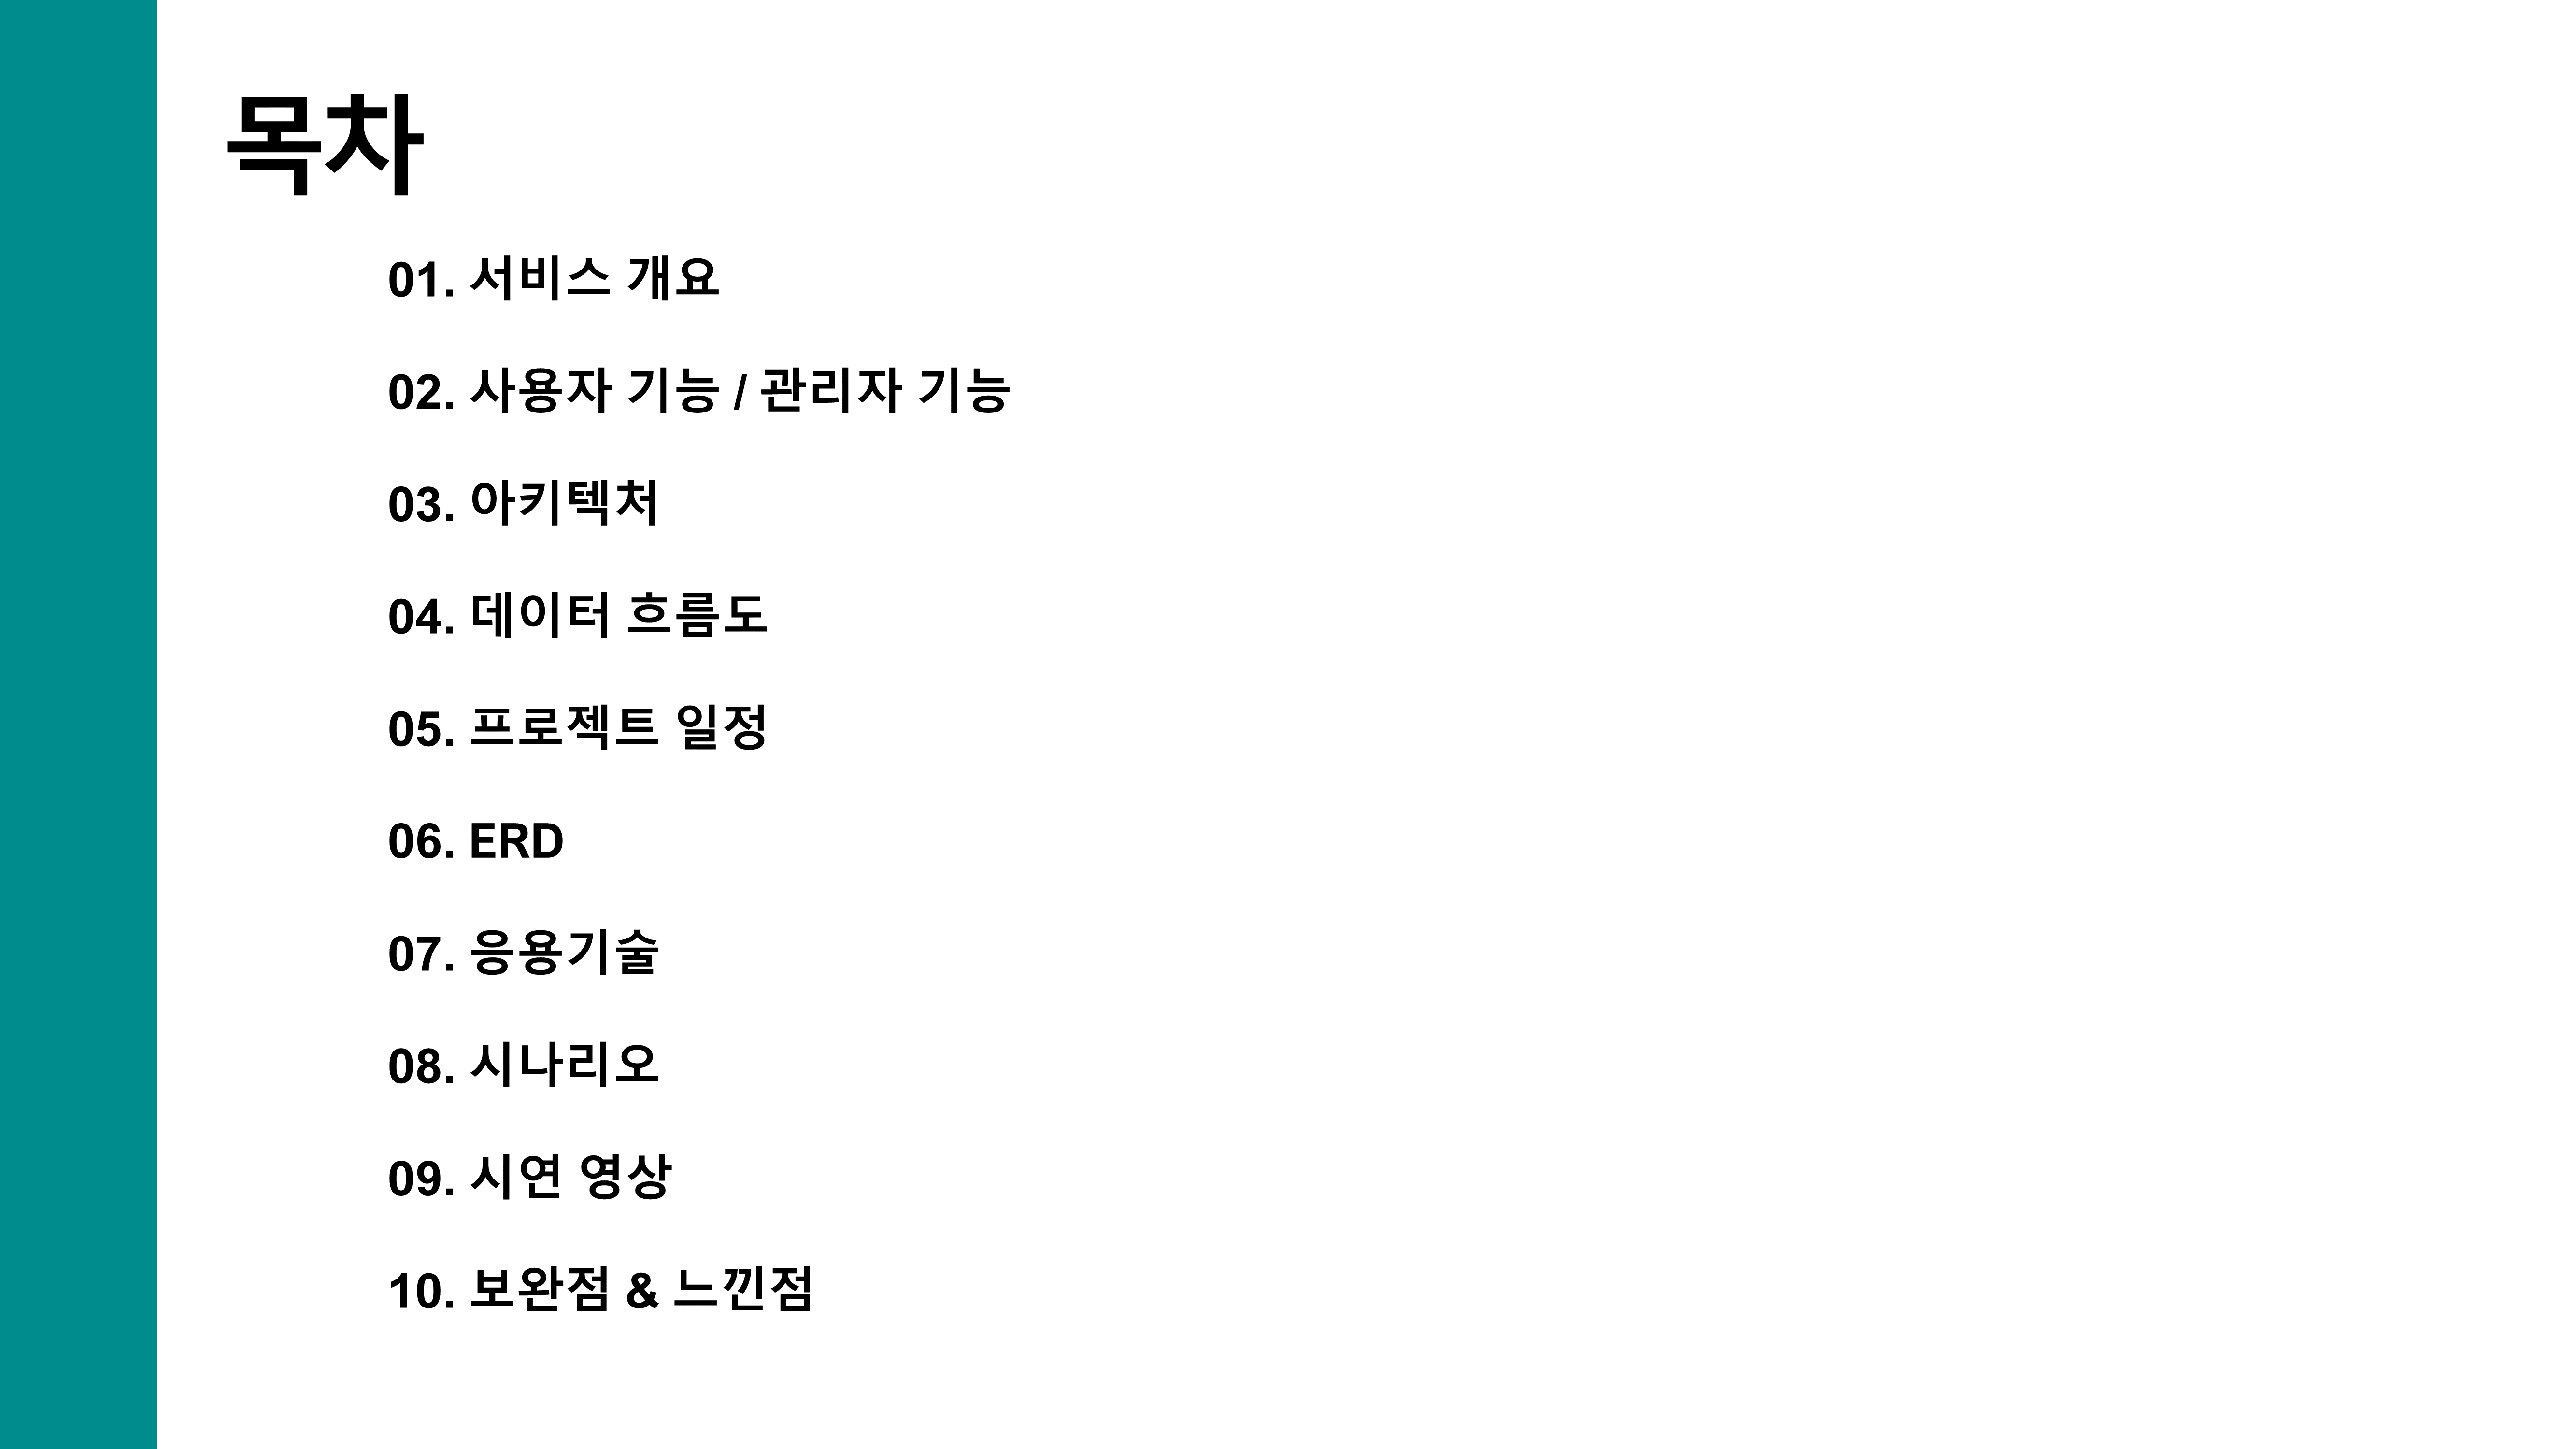 목차
01. 서비스 개요
02. 사용자 기능 / 관리자 기능
03. 아키텍처
04. 데이터 흐름도
05. 프로젝트 일정
06. ERD
07. 응용기술
08. 시나리오
09. 시연 영상
10. 보완점 & 느낀점